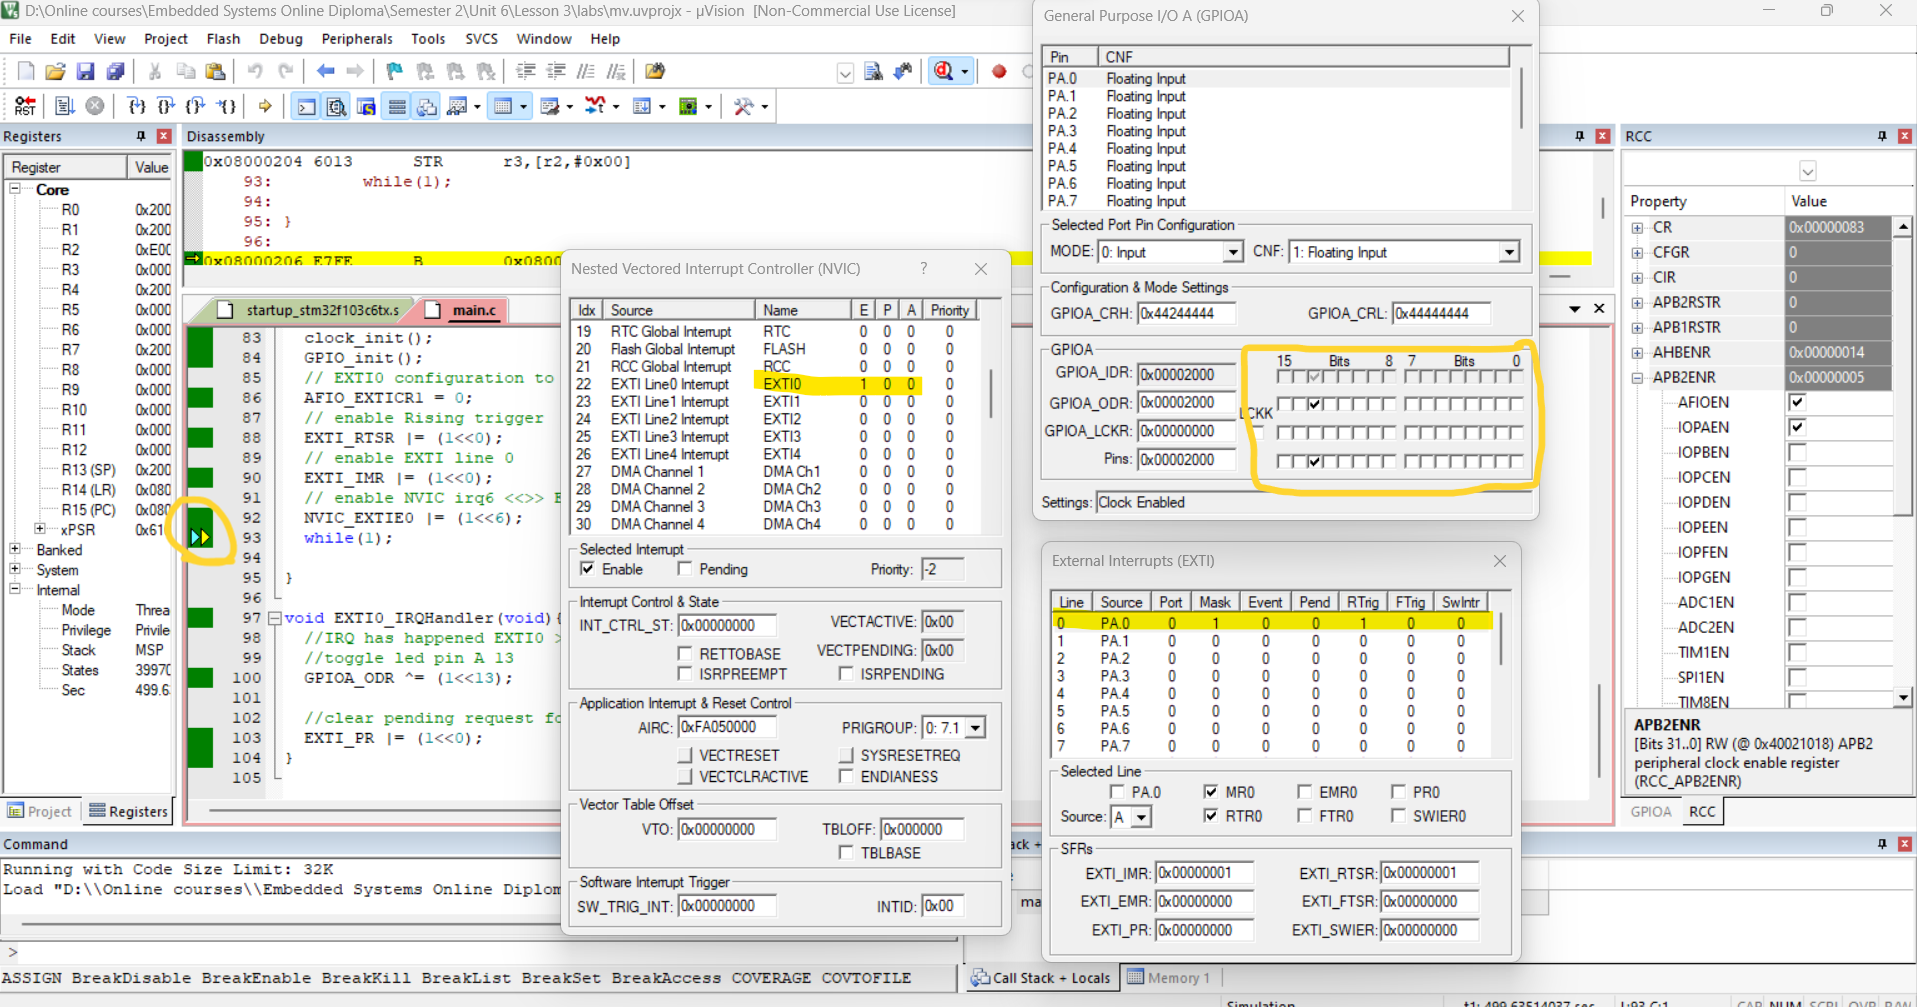 D:\Online courses\Embedded Systems Online Diploma\Semester 2\Unit 6\Lesson 3\labs\mv.uvprojx - µVision [Non-Commercial Use License]
File Edit View Project Flash Debug Peripherals Tools SVCS Window Help
RST
Registers
Register Value
Core
R0 0x200
R1 0x200
R2 0xE00
R3 0x000
R4 0x200
R5 0x000
R6 0x000
R7 0x200
R8 0x000
R9 0x000
R10 0x000
R11 0x000
R12 0x000
R13 (SP) 0x200
R14 (LR) 0x080
R15 (PC) 0x080
xPSR 0x610
Banked
System
Internal
Mode Threa
Privilege Privile
Stack MSP
States 39970
Sec 499.6
Project Registers
Disassembly
0x08000204 6013 STR r3,[r2,#0x00]
93: while(1);
94:
95: }
96:
0x08000206 E7FE B 0x0800
startup_stm32f103c6tx.s main.c
83 clock_init();
84 GPIO_init();
85 // EXTI0 configuration to
86 AFIO_EXTICR1 = 0;
87 // enable Rising trigger
88 EXTI_RTSR |= (1<<0);
89 // enable EXTI line 0
90 EXTI_IMR |= (1<<0);
91 // enable NVIC irq6 <<>> E
92 NVIC_EXTIE0 |= (1<<6);
93 while(1);
94
95 }
96
97 void EXTI0_IRQHandler(void){
98 //IRQ has happened EXTI0 >
99 //toggle led pin A 13
100 GPIOA_ODR ^= (1<<13);
101
102 //clear pending request fo
103 EXTI_PR |= (1<<0);
104 }
105
Nested Vectored Interrupt Controller (NVIC) ?
Idx Source Name E P A Priority
19 RTC Global Interrupt RTC 0 0 0 0
20 Flash Global Interrupt FLASH 0 0 0 0
21 RCC Global Interrupt RCC 0 0 0 0
22 EXTI Line0 Interrupt EXTI0 1 0 0 0
23 EXTI Line1 Interrupt EXTI1 0 0 0 0
24 EXTI Line2 Interrupt EXTI2 0 0 0 0
25 EXTI Line3 Interrupt EXTI3 0 0 0 0
26 EXTI Line4 Interrupt EXTI4 0 0 0 0
27 DMA Channel 1 DMA Ch1 0 0 0 0
28 DMA Channel 2 DMA Ch2 0 0 0 0
29 DMA Channel 3 DMA Ch3 0 0 0 0
30 DMA Channel 4 DMA Ch4 0 0 0 0
Selected Interrupt
Enable Pending Priority: -2
Interrupt Control & State
INT_CTRL_ST: 0x00000000 VECTACTIVE: 0x00
RETTOBASE VECTPENDING: 0x00
ISRPREEMPT ISRPENDING
Application Interrupt & Reset Control
AIRC: 0xFA050000 PRIGROUP: 0: 7.1
VECTRESET SYSRESETREQ
VECTCLRACTIVE ENDIANESS
Vector Table Offset
VTO: 0x00000000 TBLOFF: 0x000000
TBLBASE
Software Interrupt Trigger
SW_TRIG_INT: 0x00000000 INTID: 0x00
General Purpose I/O A (GPIOA)
Pin CNF
PA.0 Floating Input
PA.1 Floating Input
PA.2 Floating Input
PA.3 Floating Input
PA.4 Floating Input
PA.5 Floating Input
PA.6 Floating Input
PA.7 Floating Input
Selected Port Pin Configuration
MODE: 0: Input CNF: 1: Floating Input
Configuration & Mode Settings
GPIOA_CRH: 0x44244444 GPIOA_CRL: 0x44444444
GPIOA 15 Bits 8 7 Bits 0
GPIOA_IDR: 0x00002000
GPIOA_ODR: 0x00002000
LCKK
GPIOA_LCKR: 0x00000000
Pins: 0x00002000
Settings: Clock Enabled
External Interrupts (EXTI)
Line Source Port Mask Event Pend RTrig FTrig SwIntr
0 PA.0 0 1 0 0 1 0 0
1 PA.1 0 0 0 0 0 0 0
2 PA.2 0 0 0 0 0 0 0
3 PA.3 0 0 0 0 0 0 0
4 PA.4 0 0 0 0 0 0 0
5 PA.5 0 0 0 0 0 0 0
6 PA.6 0 0 0 0 0 0 0
7 PA.7 0 0 0 0 0 0 0
Selected Line
PA.0 MR0 EMR0 PR0
Source: A RTR0 FTR0 SWIER0
SFRs
EXTI_IMR: 0x00000001 EXTI_RTSR: 0x00000001
EXTI_EMR: 0x00000000 EXTI_FTSR: 0x00000000
EXTI_PR: 0x00000000 EXTI_SWIER: 0x00000000
RCC
Property Value
CR 0x00000083
CFGR 0
CIR 0
APB2RSTR 0
APB1RSTR 0
AHBENR 0x00000014
APB2ENR 0x00000005
AFIOEN
IOPAEN
IOPBEN
IOPCEN
IOPDEN
IOPEEN
IOPFEN
IOPGEN
ADC1EN
ADC2EN
TIM1EN
SPI1EN
TIM8EN
APB2ENR
[Bits 31..0] RW (@ 0x40021018) APB2
peripheral clock enable register
(RCC_APB2ENR)
GPIOA RCC
Command
Running with Code Size Limit: 32K
Load "D:\\Online courses\\Embedded Systems Online Diplom
>
ASSIGN BreakDisable BreakEnable BreakKill BreakList BreakSet BreakAccess COVERAGE COVTOFILE
ack +
ma
Call Stack + Locals Memory 1
Simulation t1: 499.63514037 sec L:93 C:1 CAP NUM SCRL OVR R/W